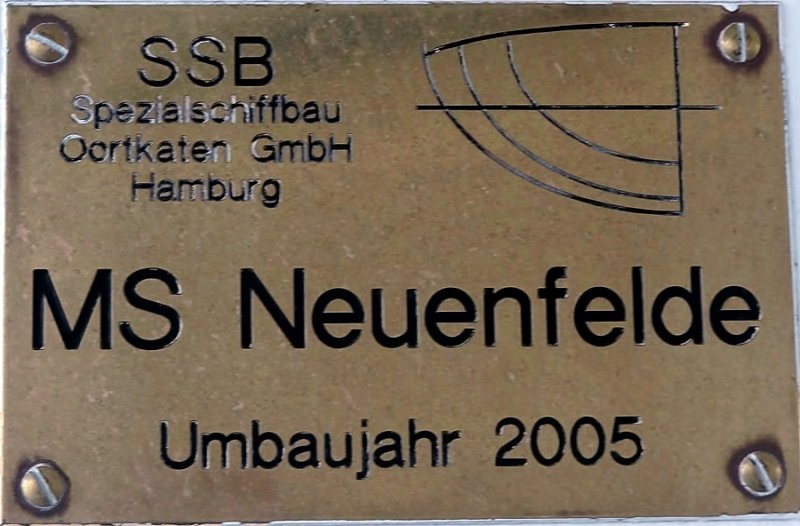 SSB
Spezialschiffbau
Oortkaten GmbH
Hamburg
MS Neuenfelde
Umbaujahr 2005